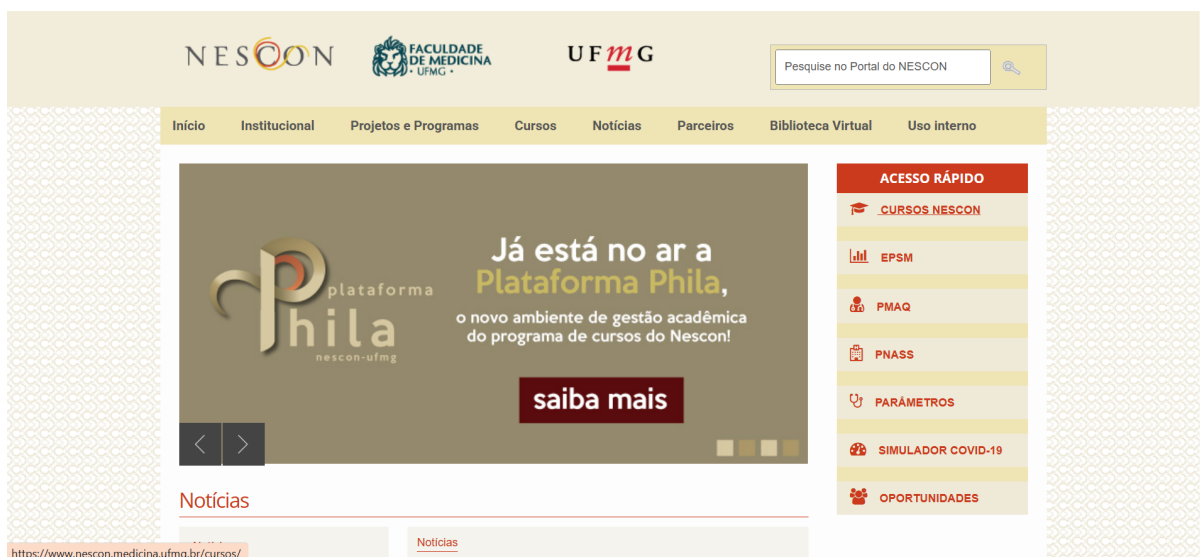 NESCON
FACULDADE
DE MEDICINA
· UFMG ·
UFmG
Pesquise no Portal do NESCON
Início Institucional Projetos e Programas Cursos Notícias Parceiros Biblioteca Virtual Uso interno
Phila
plataforma
nescon-ufmg
Já está no ar a
Plataforma Phila,
o novo ambiente de gestão acadêmica
do programa de cursos do Nescon!
saiba mais
ACESSO RÁPIDO
CURSOS NESCON
EPSM
PMAQ
PNASS
PARÂMETROS
SIMULADOR COVID-19
OPORTUNIDADES
Notícias
Notícias
https://www.nescon.medicina.ufmg.br/cursos/